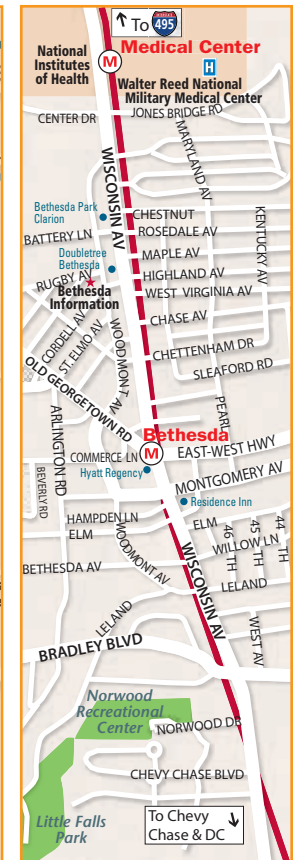 To 495
National
Institutes
of Health
M
Medical Center
H
Walter Reed National
Military Medical Center
CENTER DR
JONES BRIDGE RD
MARYLAND AV
WISCONSIN AV
Bethesda Park
Clarion
CHESTNUT
KENTUCKY AV
BATTERY LN
ROSEDALE AV
Doubletree
Bethesda
MAPLE AV
RUGBY AV
HIGHLAND AV
Bethesda
Information
WEST VIRGINIA AV
CORDELL AV
ST. ELMO AV
WOODMONT AV
CHASE AV
OLD GEORGETOWN RD
CHETTENHAM DR
SLEAFORD RD
ARLINGTON RD
PEARL
Bethesda
M
COMMERCE LN
EAST-WEST HWY
Hyatt Regency
BEVERLY RD
MONTGOMERY AV
Residence Inn
HAMPDEN LN
ELM
ELM
46 TH
45 TH
44 TH
WOODMONT AV
WILLOW LN
BETHESDA AV
WISCONSIN AV
LELAND
LELAND
WEST AV
BRADLEY BLVD
Norwood
Recreational
Center
NORWOOD DR
CHEVY CHASE BLVD
Little Falls
Park
To Chevy
Chase & DC